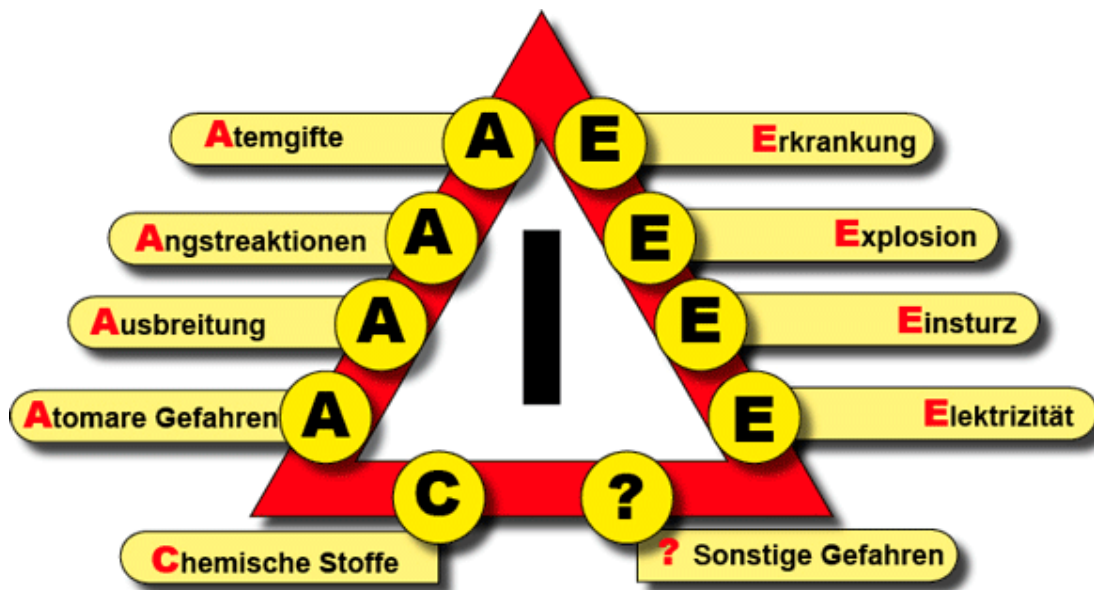 Atemgifte A E Erkrankung
Angstreaktionen A E Explosion
Ausbreitung A E Einsturz
Atomare Gefahren A E Elektrizität
C ?
Chemische Stoffe ? Sonstige Gefahren